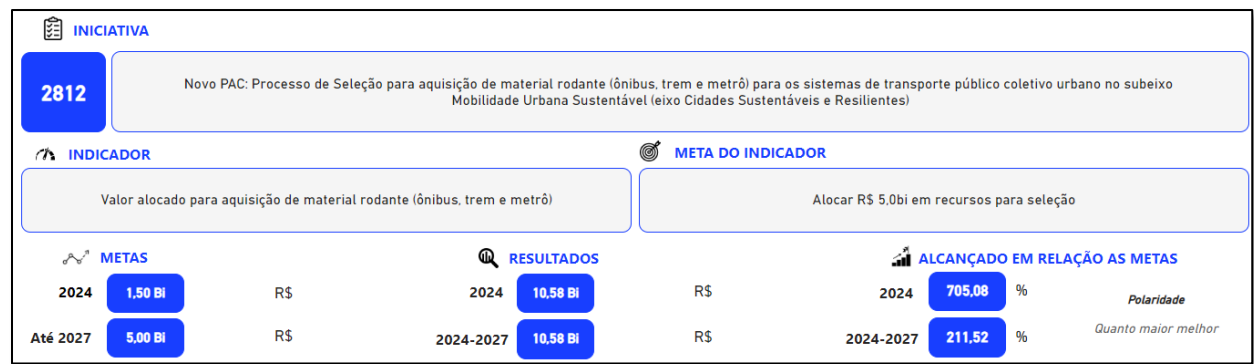 INICIATIVA
2812
Novo PAC: Processo de Seleção para aquisição de material rodante (ônibus, trem e metrô) para os sistemas de transporte público coletivo urbano no subeixo
Mobilidade Urbana Sustentável (eixo Cidades Sustentáveis e Resilientes)
INDICADOR
META DO INDICADOR
Valor alocado para aquisição de material rodante (ônibus, trem e metrô)
Alocar R$ 5,0bi em recursos para seleção
METAS
RESULTADOS
ALCANÇADO EM RELAÇÃO AS METAS
2024 1,50 Bi R$
2024 10,58 Bi R$
2024 705,08 %
Polaridade
Até 2027 5,00 Bi R$
2024-2027 10,58 Bi R$
2024-2027 211,52 %
Quanto maior melhor